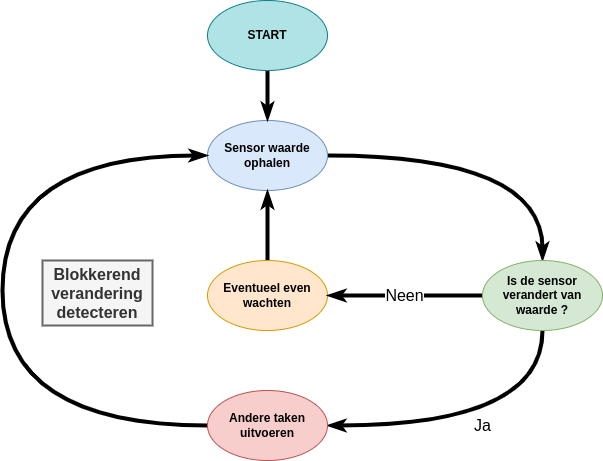 START
Sensor waarde
ophalen
Blokkerend
verandering
detecteren
Eventueel even
wachten
Neen
Is de sensor
verandert van
waarde ?
Andere taken
uitvoeren
Ja